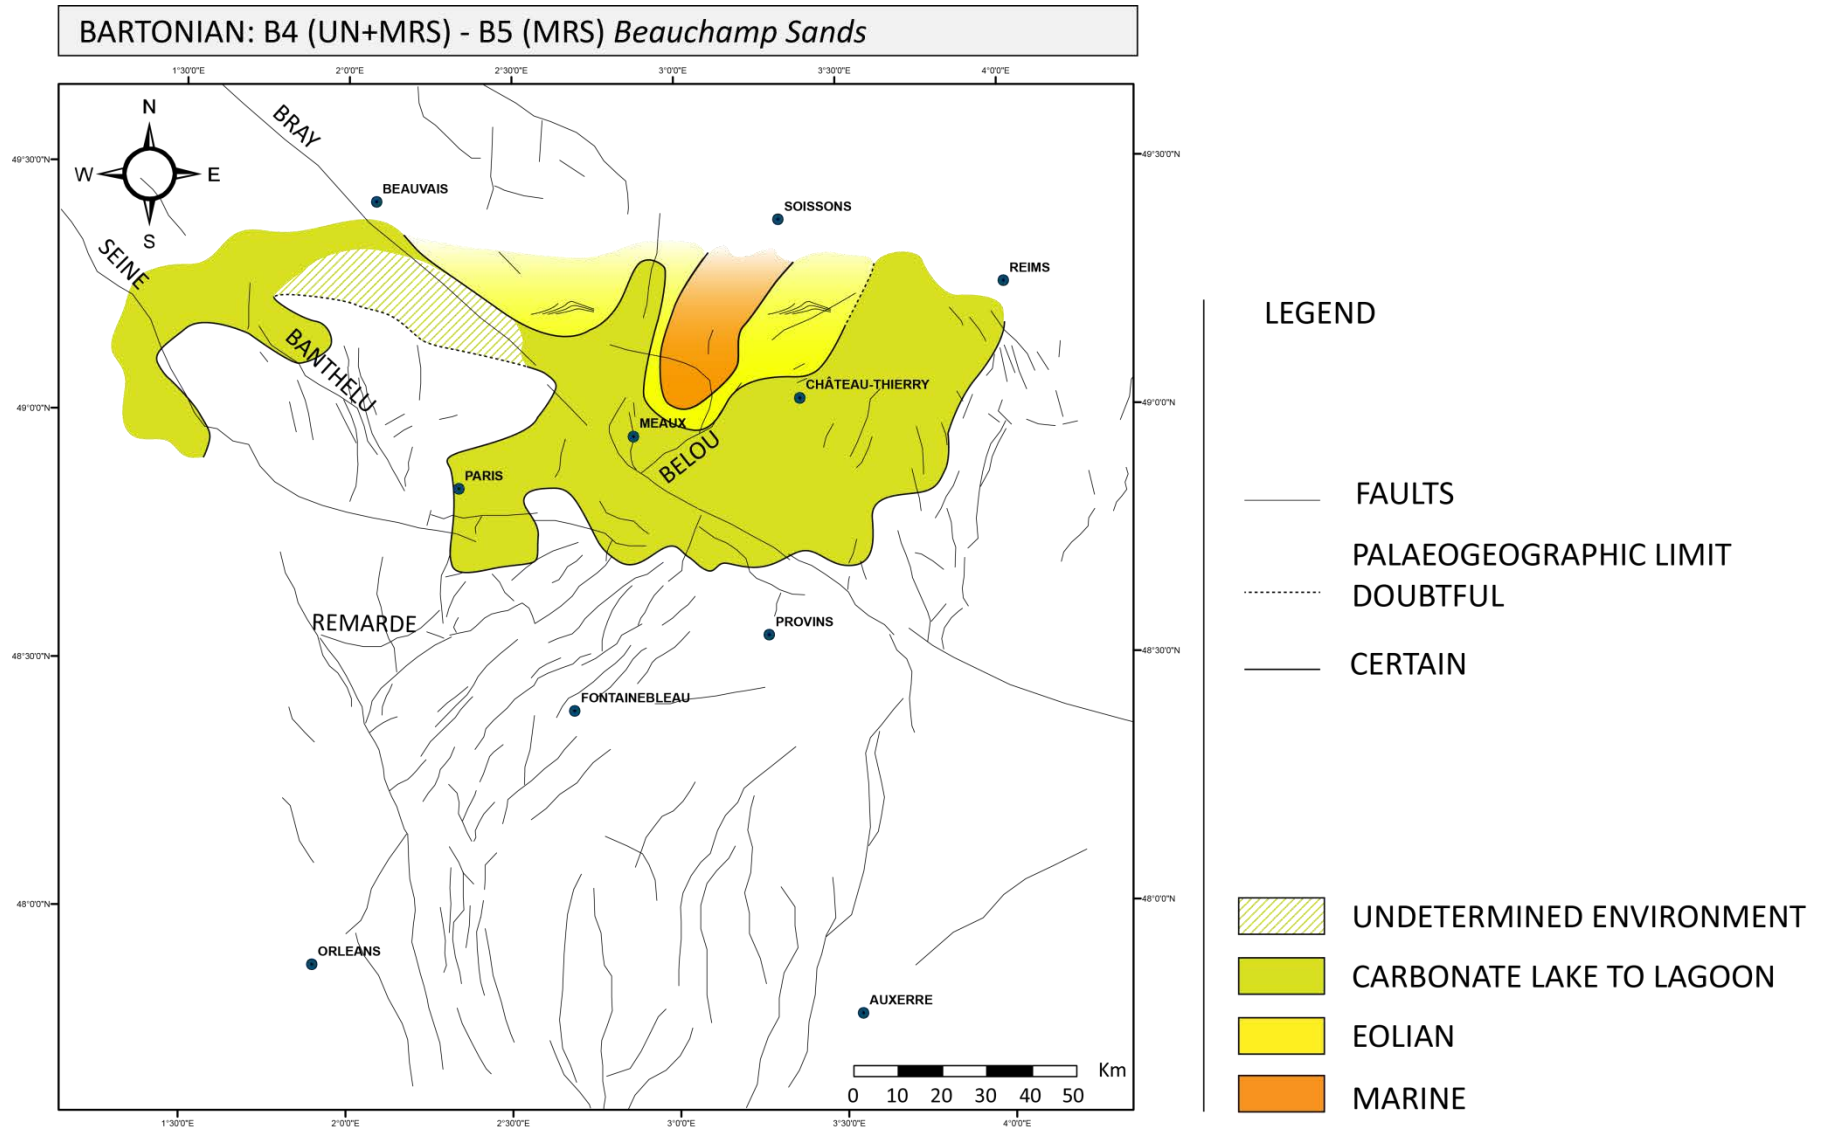 BARTONIAN: B4 (UN+MRS) - B5 (MRS) Beauchamp Sands
1°30'0"E 2°0'0"E 2°30'0"E 3°0'0"E 3°30'0"E 4°0'0"E
N
W E
S
BRAY
49°30'0"N
49°30'0"N
BEAUVAIS
SOISSONS
SEINE
REIMS
BANTHELU
CHÂTEAU-THIERRY
49°0'0"N
49°0'0"N
MEAUX
BELOU
PARIS
REMARDE
PROVINS
48°30'0"N
48°30'0"N
FONTAINEBLEAU
48°0'0"N
48°0'0"N
ORLEANS
AUXERRE
Km
0 10 20 30 40 50
1°30'0"E 2°0'0"E 2°30'0"E 3°0'0"E 3°30'0"E 4°0'0"E
LEGEND
FAULTS
PALAEOGEOGRAPHIC LIMIT
DOUBTFUL
CERTAIN
UNDETERMINED ENVIRONMENT
CARBONATE LAKE TO LAGOON
EOLIAN
MARINE